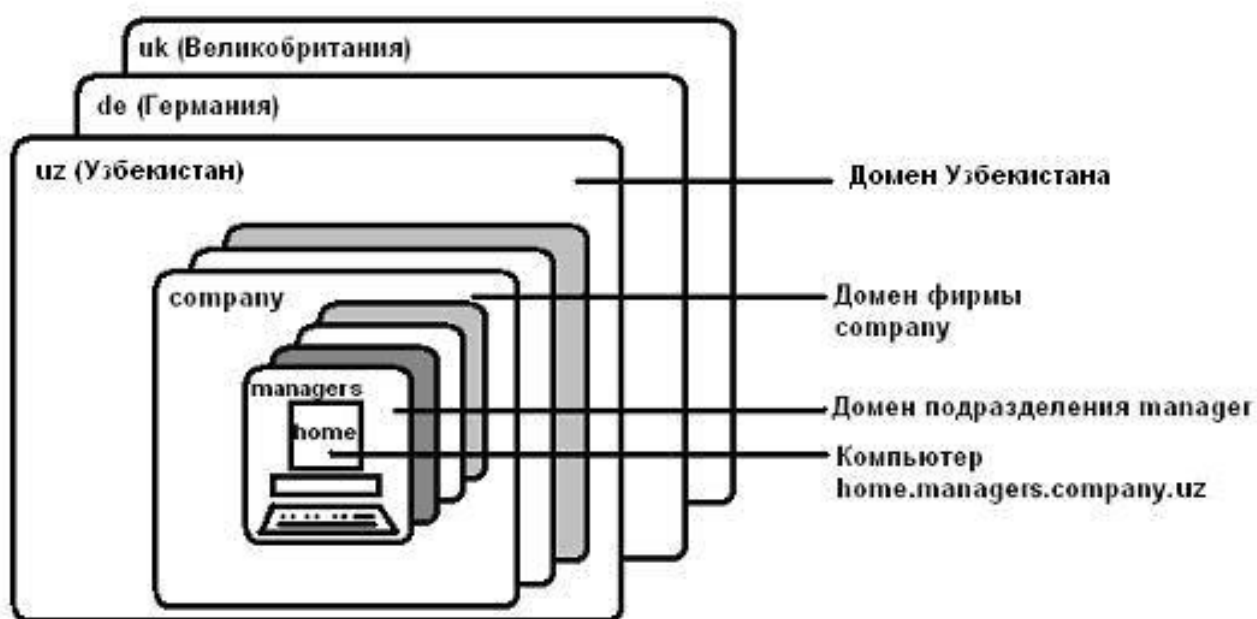 uk (Великобритания)
de (Германия)
uz (Узбекистан)
Домен Узбекистана
company
Домен фирмы
company
managers
Домен подразделения manager
home
Компьютер
home.managers.company.uz